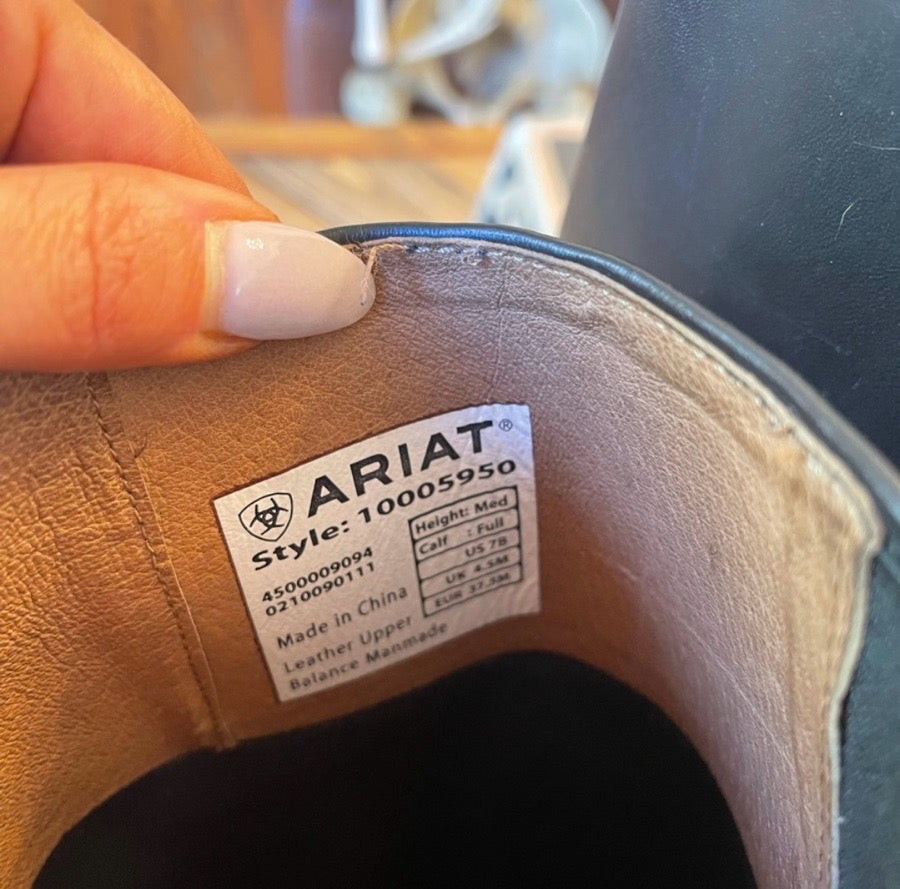 ARIAT®
Style: 10005950
4500009094
0210090111
Height: Med
Calf : Full
US 7B
UK 4.5M
EUR 37.5M
Made in China
Leather Upper
Balance Manmade